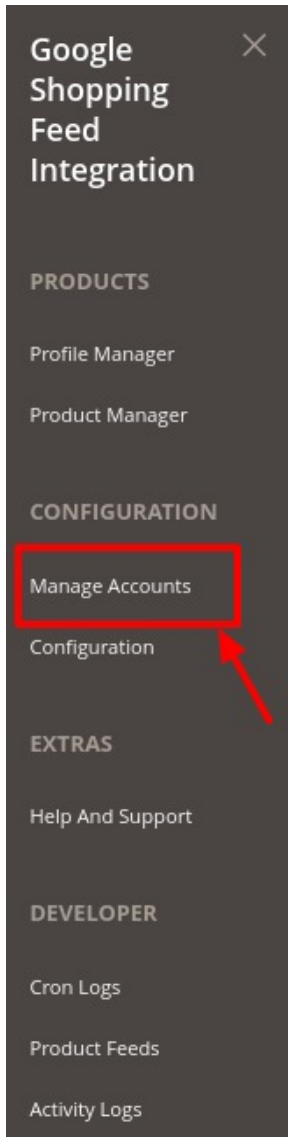 Google
Shopping
Feed
Integration
PRODUCTS
Profile Manager
Product Manager
CONFIGURATION
Manage Accounts
Configuration
EXTRAS
Help And Support
DEVELOPER
Cron Logs
Product Feeds
Activity Logs